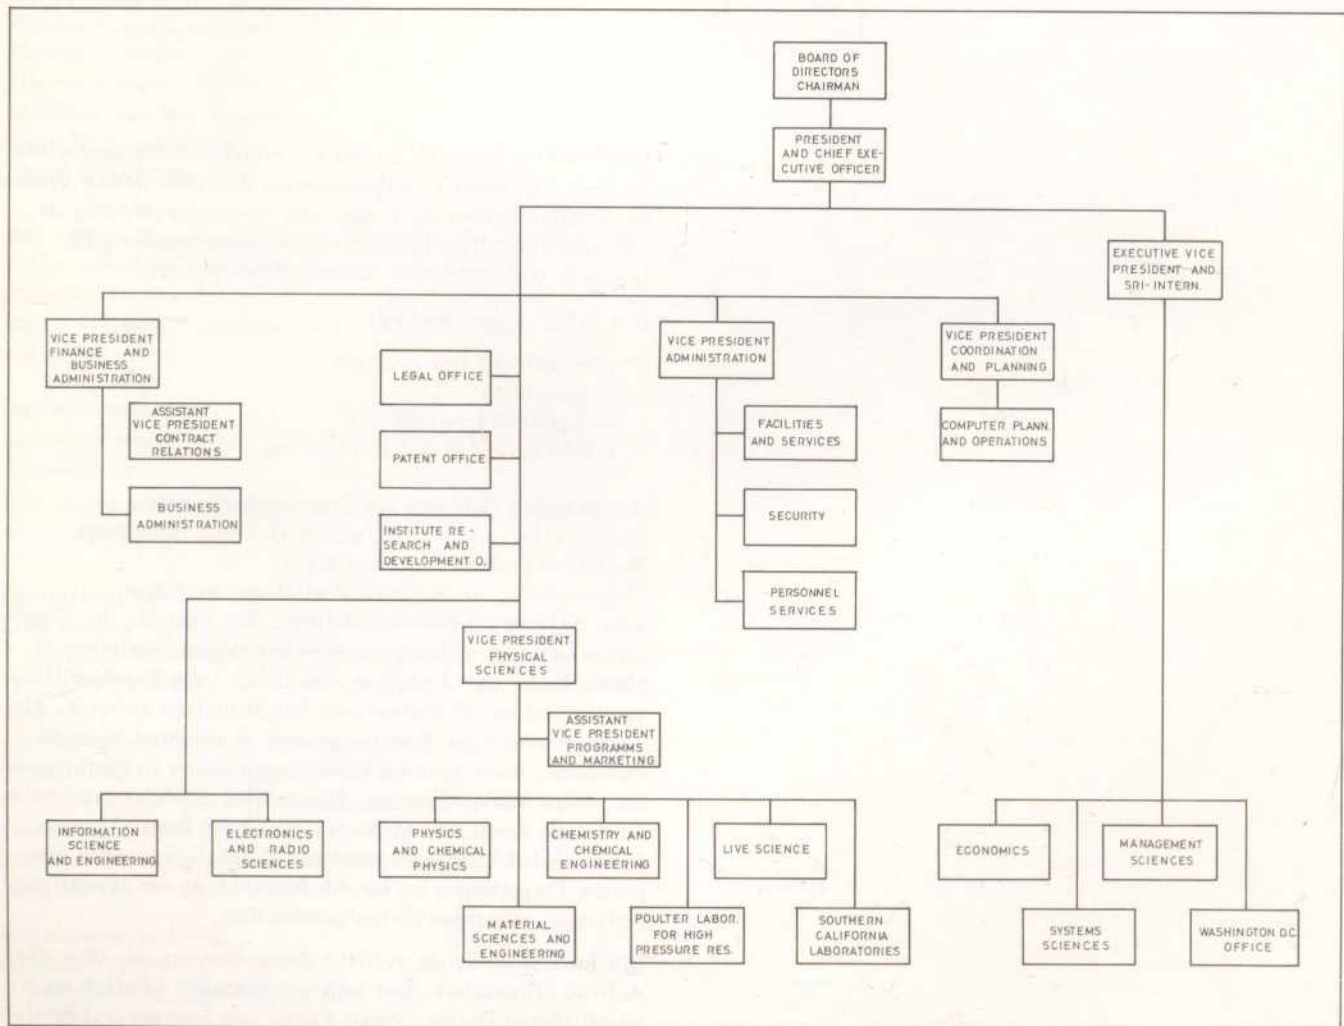 BOARD OF
DIRECTORS
CHAIRMAN
PRESIDENT
AND CHIEF EXE-
CUTIVE OFFICER
EXECUTIVE VICE
PRESIDENT AND
SRI-INTERN.
VICE PRESIDENT
FINANCE AND
BUSINESS
ADMINISTRATION
ASSISTANT
VICE PRESIDENT
CONTRACT
RELATIONS
BUSINESS
ADMINISTRATION
LEGAL OFFICE
PATENT OFFICE
INSTITUTE RE-
SEARCH AND
DEVELOPMENT O.
VICE PRESIDENT
ADMINISTRATION
FACILITIES
AND SERVICES
SECURITY
PERSONNEL
SERVICES
VICE PRESIDENT
COORDINATION
AND PLANNING
COMPUTER PLANN.
AND OPERATIONS
VICE PRESIDENT
PHYSICAL
SCIENCES
ASSISTANT
VICE PRESIDENT
PROGRAMMS
AND MARKETING
INFORMATION
SCIENCE
AND ENGINEERING
ELECTRONICS
AND RADIO
SCIENCES
PHYSICS
AND CHEMICAL
PHYSICS
CHEMISTRY AND
CHEMICAL
ENGINEERING
LIVE SCIENCE
ECONOMICS
MANAGEMENT
SCIENCES
MATERIAL
SCIENCES AND
ENGINEERING
POULTER LABOR.
FOR HIGH
PRESSURE RES.
SOUTHERN
CALIFORNIA
LABORATORIES
SYSTEMS
SCIENCES
WASHINGTON D.C.
OFFICE